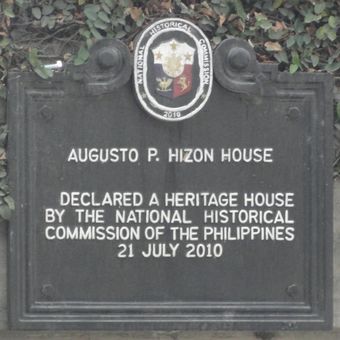 NATIONAL HISTORICAL COMMISSION
2010
AUGUSTO P. HIZON HOUSE
DECLARED A HERITAGE HOUSE
BY THE NATIONAL HISTORICAL
COMMISSION OF THE PHILIPPINES
21 JULY 2010